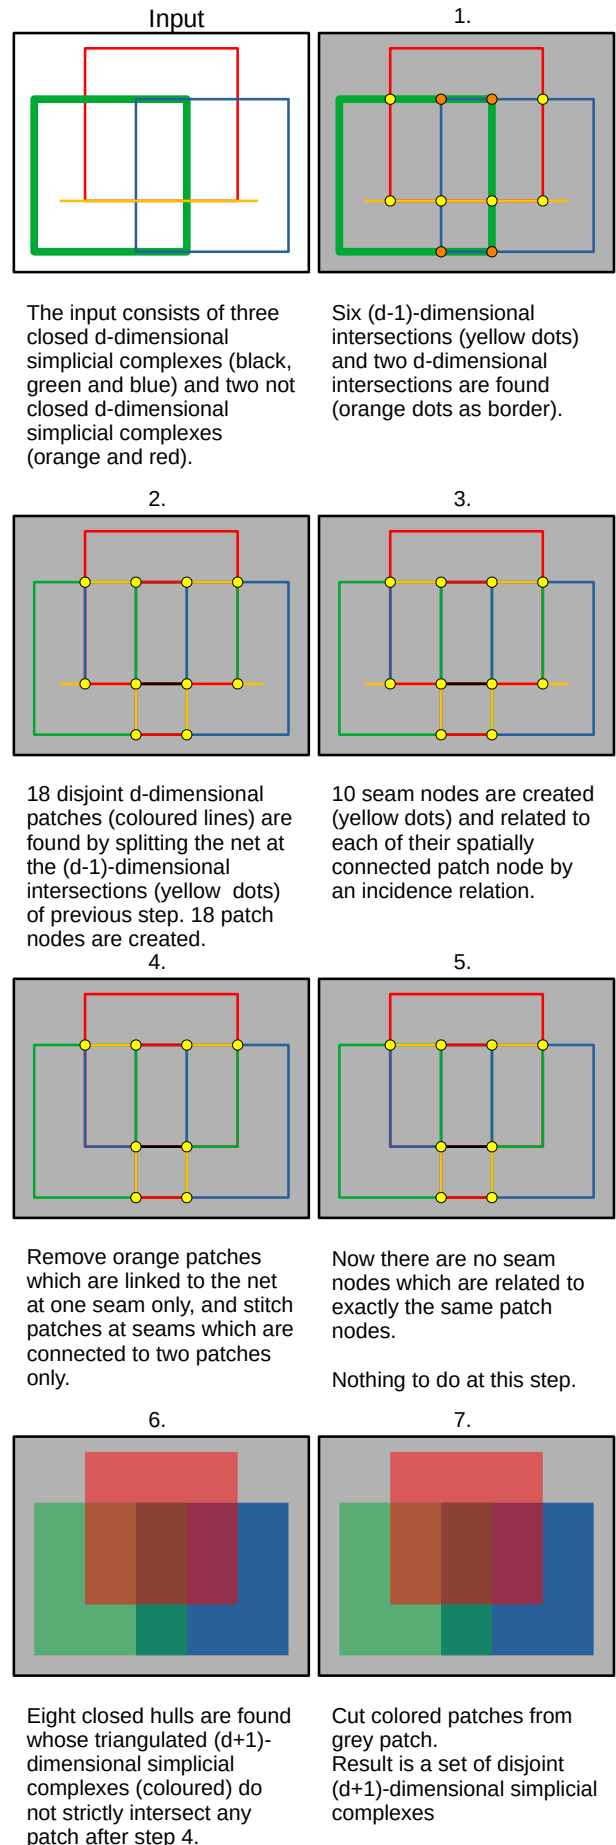 Input
1.
The input consists of three
closed d-dimensional
simplicial complexes (black,
green and blue) and two not
closed d-dimensional
simplicial complexes
(orange and red).
Six (d-1)-dimensional
intersections (yellow dots)
and two d-dimensional
intersections are found
(orange dots as border).
2.
3.
18 disjoint d-dimensional
patches (coloured lines) are
found by splitting the net at
the (d-1)-dimensional
intersections (yellow  dots)
of previous step. 18 patch
nodes are created.
10 seam nodes are created
(yellow dots) and related to
each of their spatially
connected patch node by
an incidence relation.
4.
5.
Remove orange patches
which are linked to the net
at one seam only, and stitch
patches at seams which are
connected to two patches
only.
Now there are no seam
nodes which are related to
exactly the same patch
nodes.
Nothing to do at this step.
6.
7.
Eight closed hulls are found
whose triangulated (d+1)-
dimensional simplicial
complexes (coloured) do
not strictly intersect any
patch after step 4.
Cut colored patches from
grey patch.
Result is a set of disjoint
(d+1)-dimensional simplicial
complexes